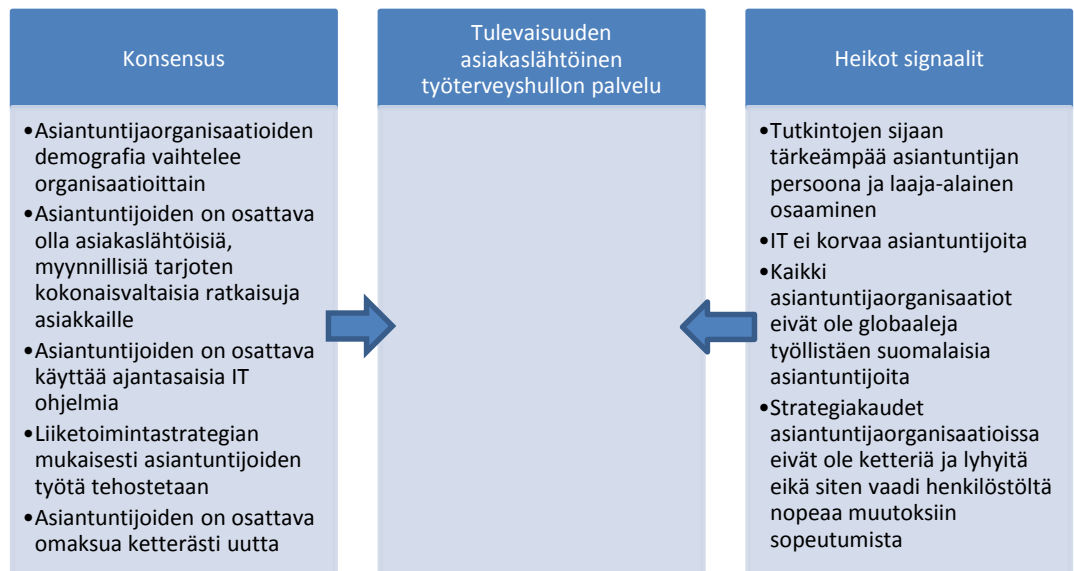 Konsensus
•Asiantuntijaorganisaatioiden
demografia vaihtelee
organisaatioittain
•Asiantuntijoiden on osattava
olla asiakaslähtöisiä,
myynnillisiä tarjoten
kokonaisvaltaisia ratkaisuja
asiakkaille
•Asiantuntijoiden on osattava
käyttää ajantasaisia IT
ohjelmia
•Liiketoimintastrategian
mukaisesti asiantuntijoiden
työtä tehostetaan
•Asiantuntijoiden on osattava
omaksua ketterästi uutta
Tulevaisuuden
asiakaslähtöinen
työterveyshullon palvelu
Heikot signaalit
•Tutkintojen sijaan
tärkeämpää asiantuntijan
persoona ja laaja-alainen
osaaminen
•IT ei korvaa asiantuntijoita
•Kaikki
asiantuntijaorganisaatiot
eivät ole globaaleja
työllistäen suomalaisia
asiantuntijoita
•Strategiakaudet
asiantuntijaorganisaatioissa
eivät ole ketteriä ja lyhyitä
eikä siten vaadi henkilöstöltä
nopeaa muutoksiin
sopeutumista